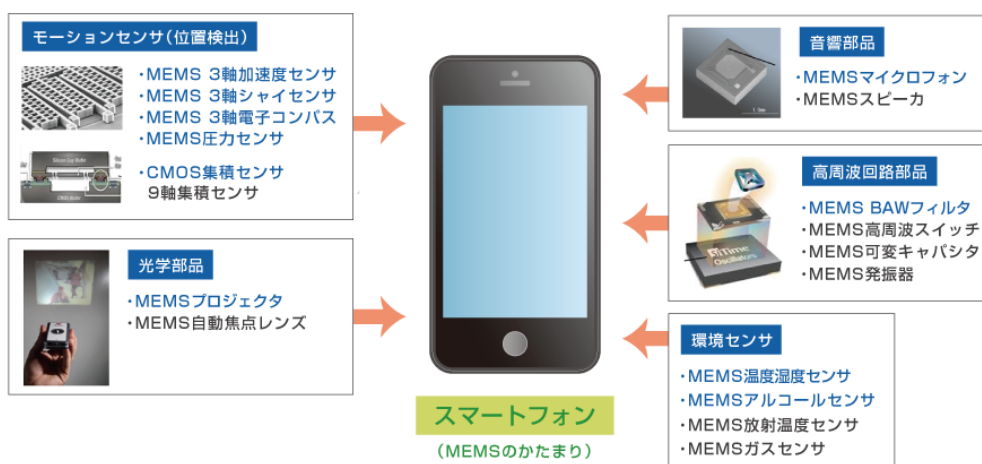 モーションセンサ(位置検出)
・MEMS 3軸加速度センサ
・MEMS 3軸シャイセンサ
・MEMS 3軸電子コンパス
・MEMS圧力センサ
・CMOS集積センサ
9軸集積センサ
光学部品
・MEMSプロジェクタ
・MEMS自動焦点レンズ
スマートフォン
(MEMSのかたまり)
音響部品
・MEMSマイクロフォン
・MEMSスピーカ
高周波回路部品
・MEMS BAWフィルタ
・MEMS高周波スイッチ
・MEMS可変キャパシタ
・MEMS発振器
SiTime
Oscillators
環境センサ
・MEMS温度湿度センサ
・MEMSアルコールセンサ
・MEMS放射温度センサ
・MEMSガスセンサ